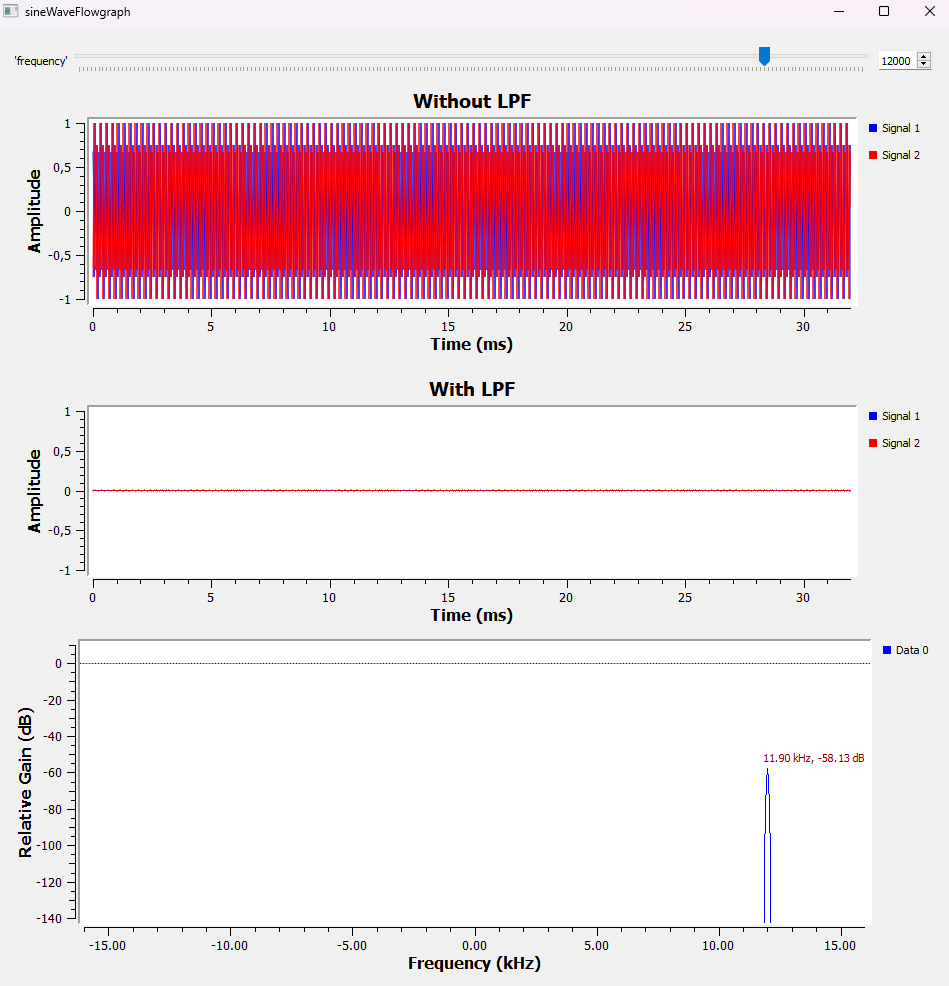 sineWaveFlowgraph
'frequency'
12000
Without LPF
1
0,5
0
-0,5
-1
Amplitude
0 5 10 15 20 25 30
Time (ms)
Signal 1
Signal 2
With LPF
1
0,5
0
-0,5
-1
Amplitude
0 5 10 15 20 25 30
Time (ms)
Signal 1
Signal 2
0
-20
-40
-60
-80
-100
-120
-140
Relative Gain (dB)
Data 0
11.90 kHz, -58.13 dB
-15.00 -10.00 -5.00 0.00 5.00 10.00 15.00
Frequency (kHz)